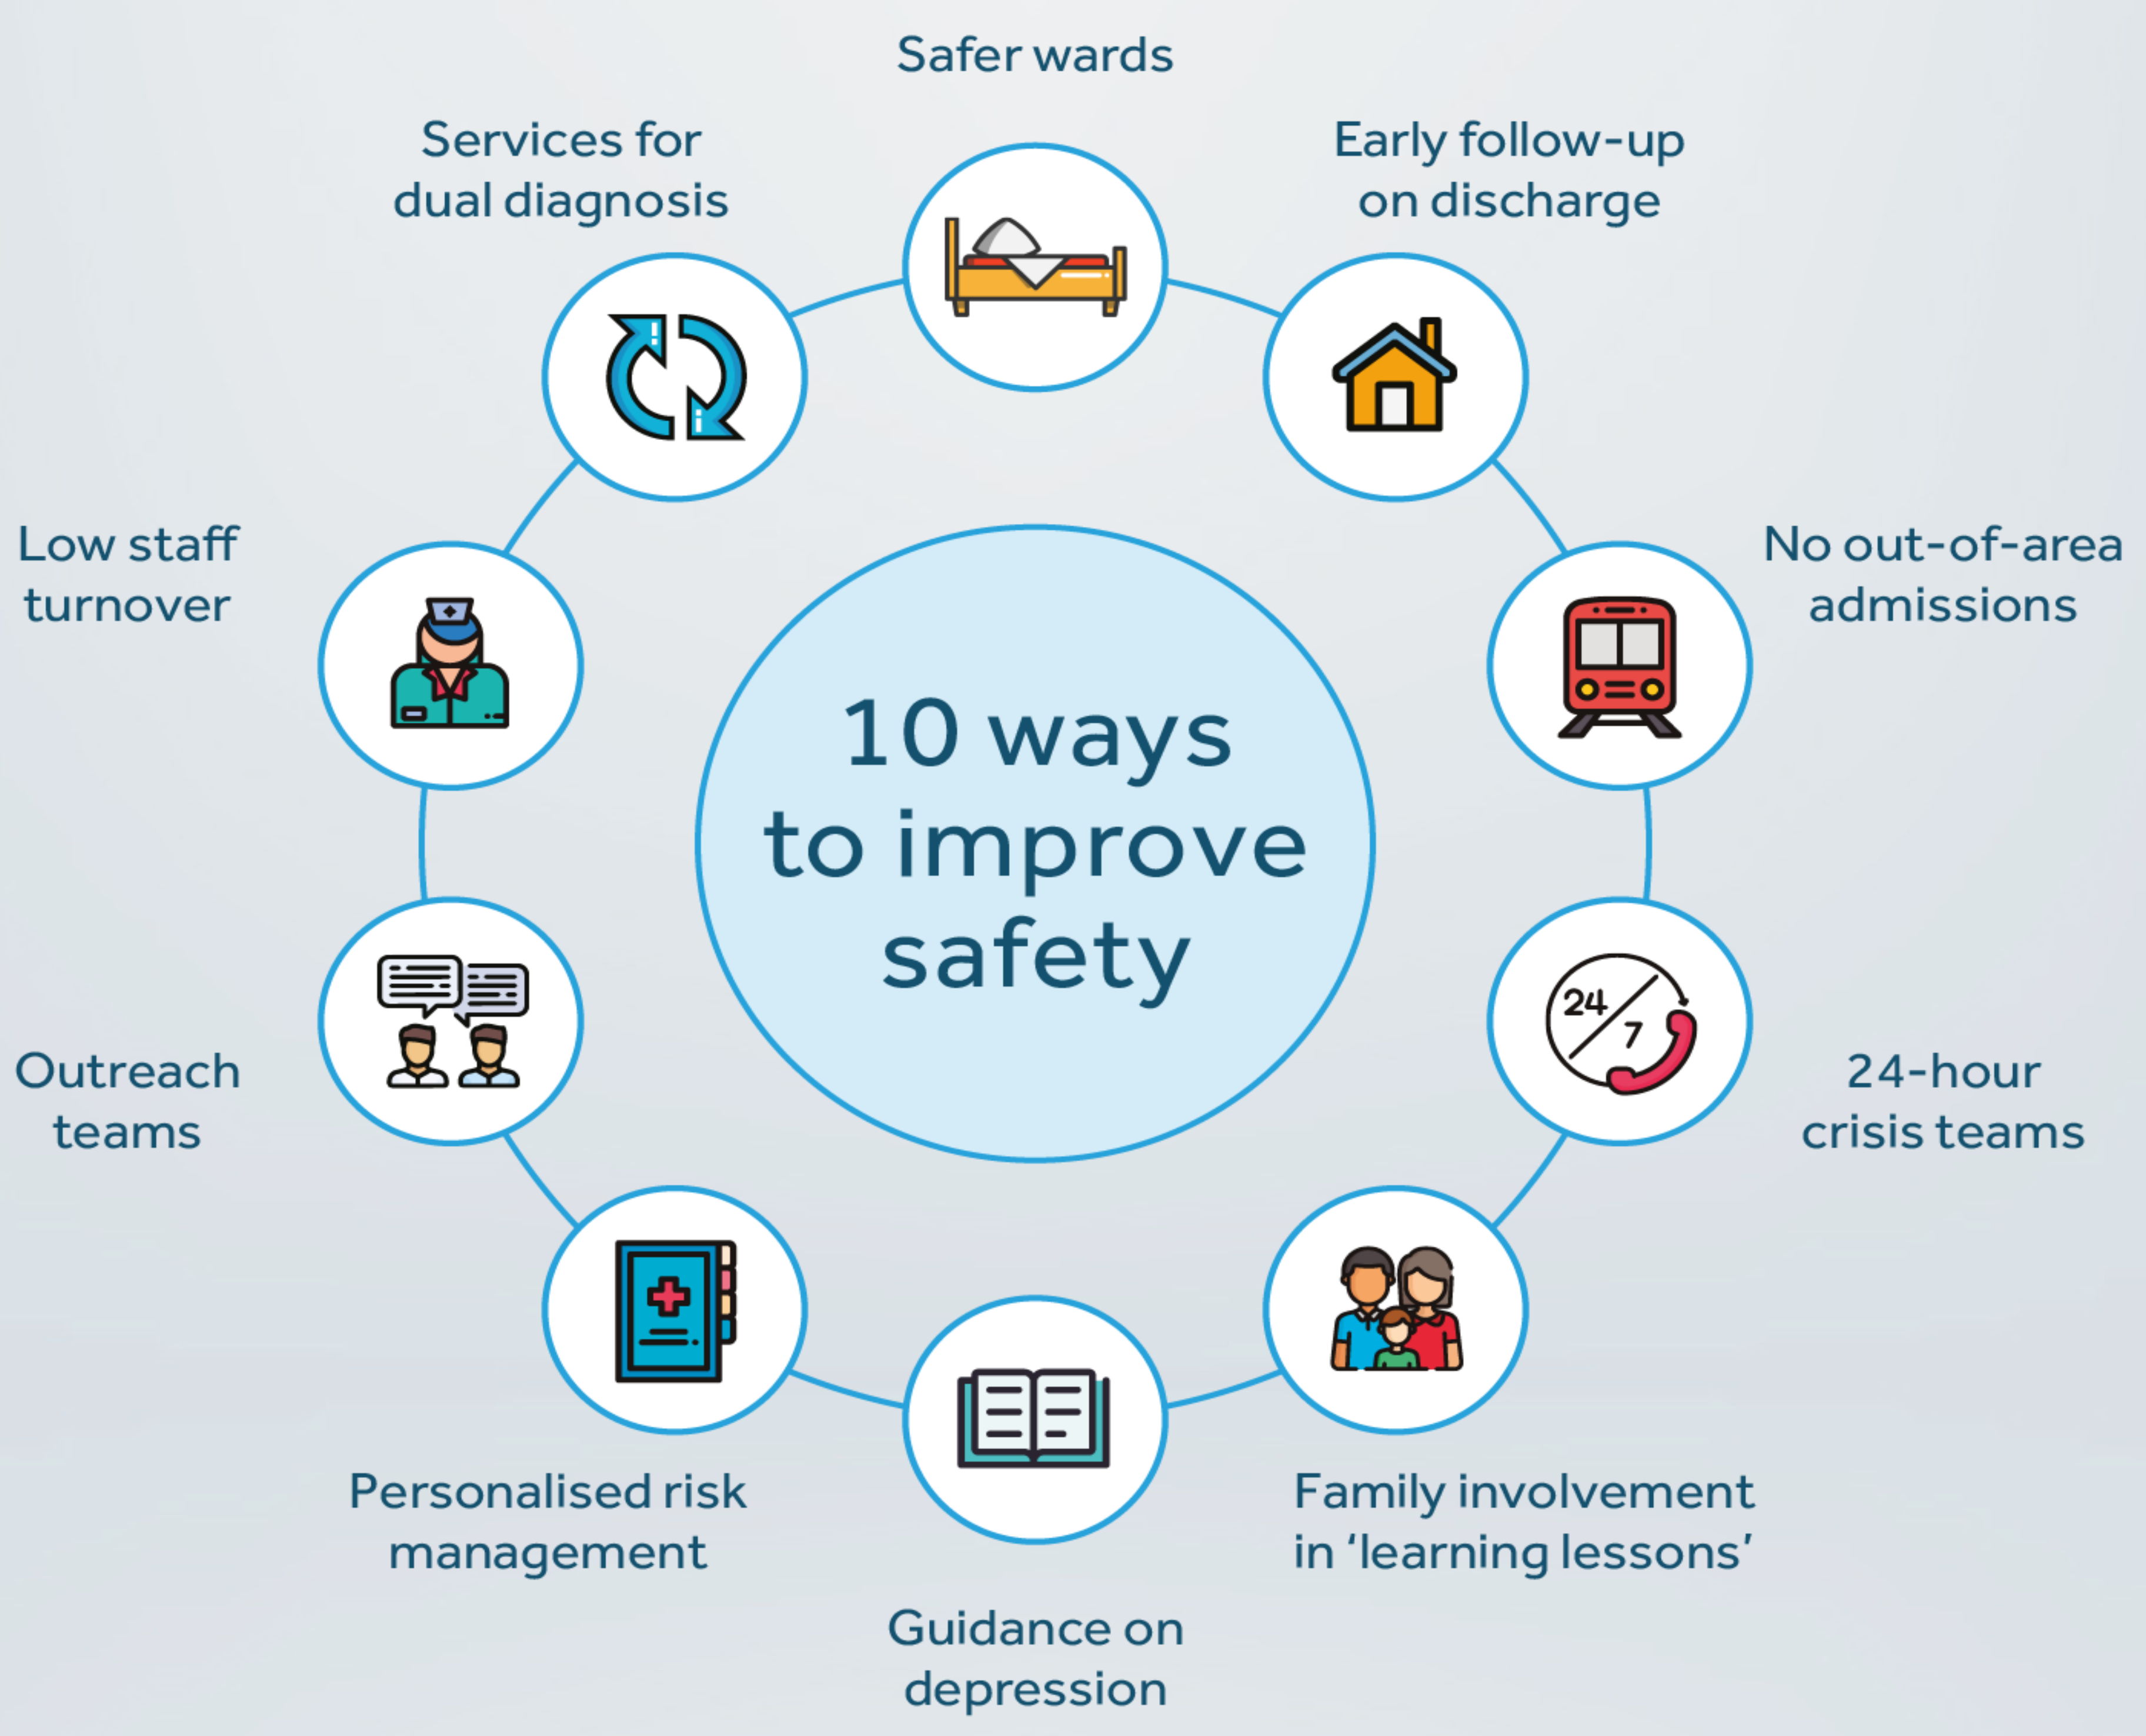 Safer wards
Early follow-up
on discharge
No out-of-area
admissions
24-hour
crisis teams
Family involvement
in ‘learning lessons’
Guidance on
depression
Personalised risk
management
Outreach
teams
Low staff
turnover
Services for
dual diagnosis
10 ways
to improve
safety
24
7